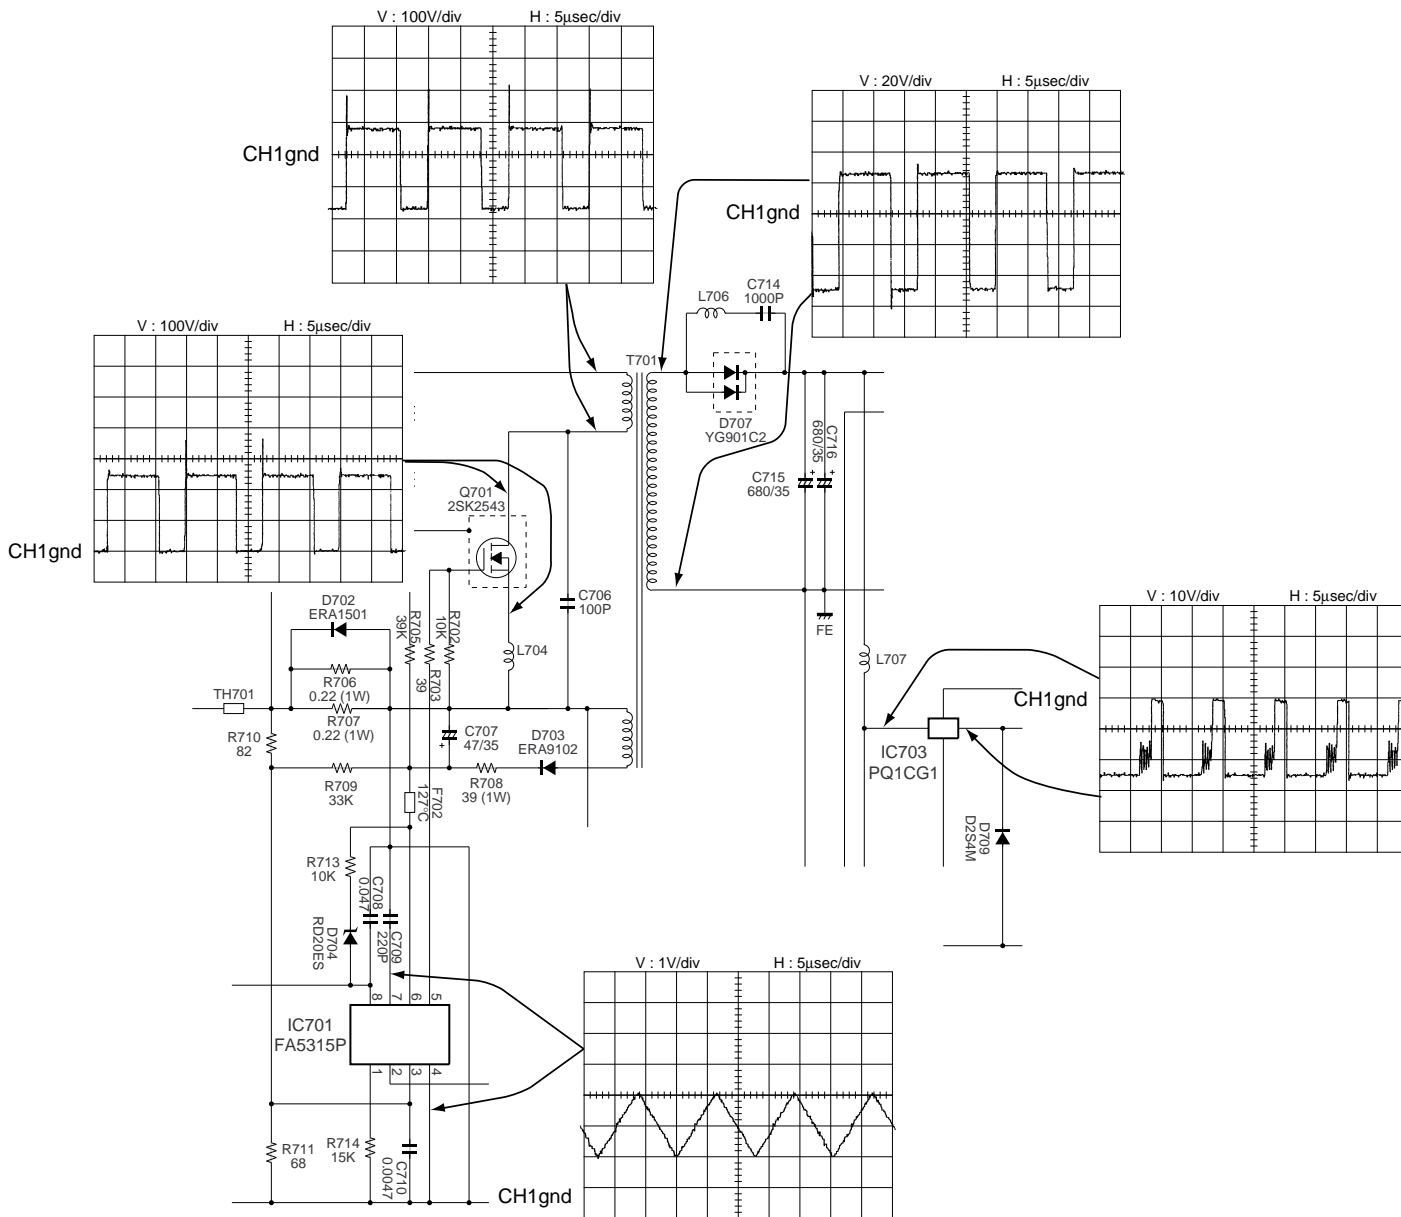 V : 100V/div H : 5μsec/div
CH1gnd
V : 20V/div H : 5μsec/div
CH1gnd
V : 100V/div H : 5μsec/div
CH1gnd
T701
L706
C714
1000P
D707
YG901C2
C716
680/35
+
C715
680/35
+
FE
Q701
2SK2543
C706
100P
L704
D702
ERA1501
R705
39K
R702
10K
R703
39
R706
0.22 (1W)
R707
0.22 (1W)
TH701
R710
82
R709
33K
C707
47/35
+
D703
ERA9102
R708
39 (1W)
F702
127°C
L707
IC703
PQ1CG1
D709
D2S4M
V : 10V/div H : 5μsec/div
CH1gnd
R713
10K
C708
0.047
C709
220P
D704
RD20ES
8 7 6 5
IC701
FA5315P
1 2 3 4
R711
68
R714
15K
C710
0.0047
V : 1V/div H : 5μsec/div
CH1gnd